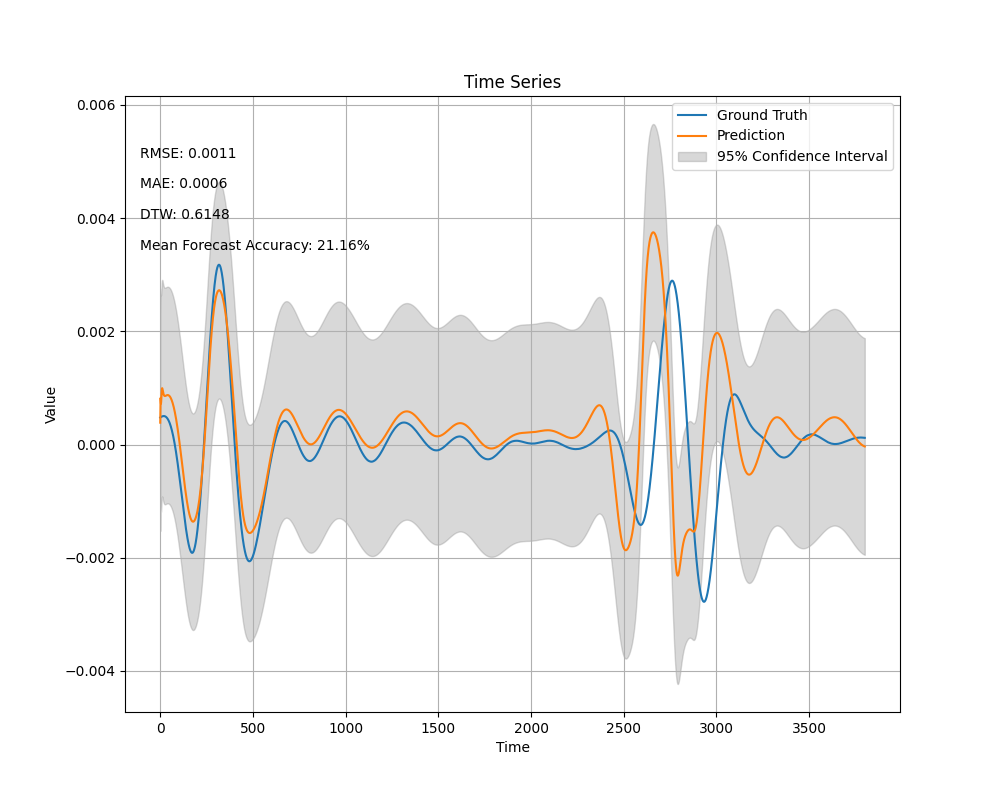 Time Series
Ground Truth
Prediction
95% Confidence Interval
RMSE: 0.0011
MAE: 0.0006
DTW: 0.6148
Mean Forecast Accuracy: 21.16%
Value
0.006
0.004
0.002
0.000
−0.002
−0.004
0 500 1000 1500 2000 2500 3000 3500
Time